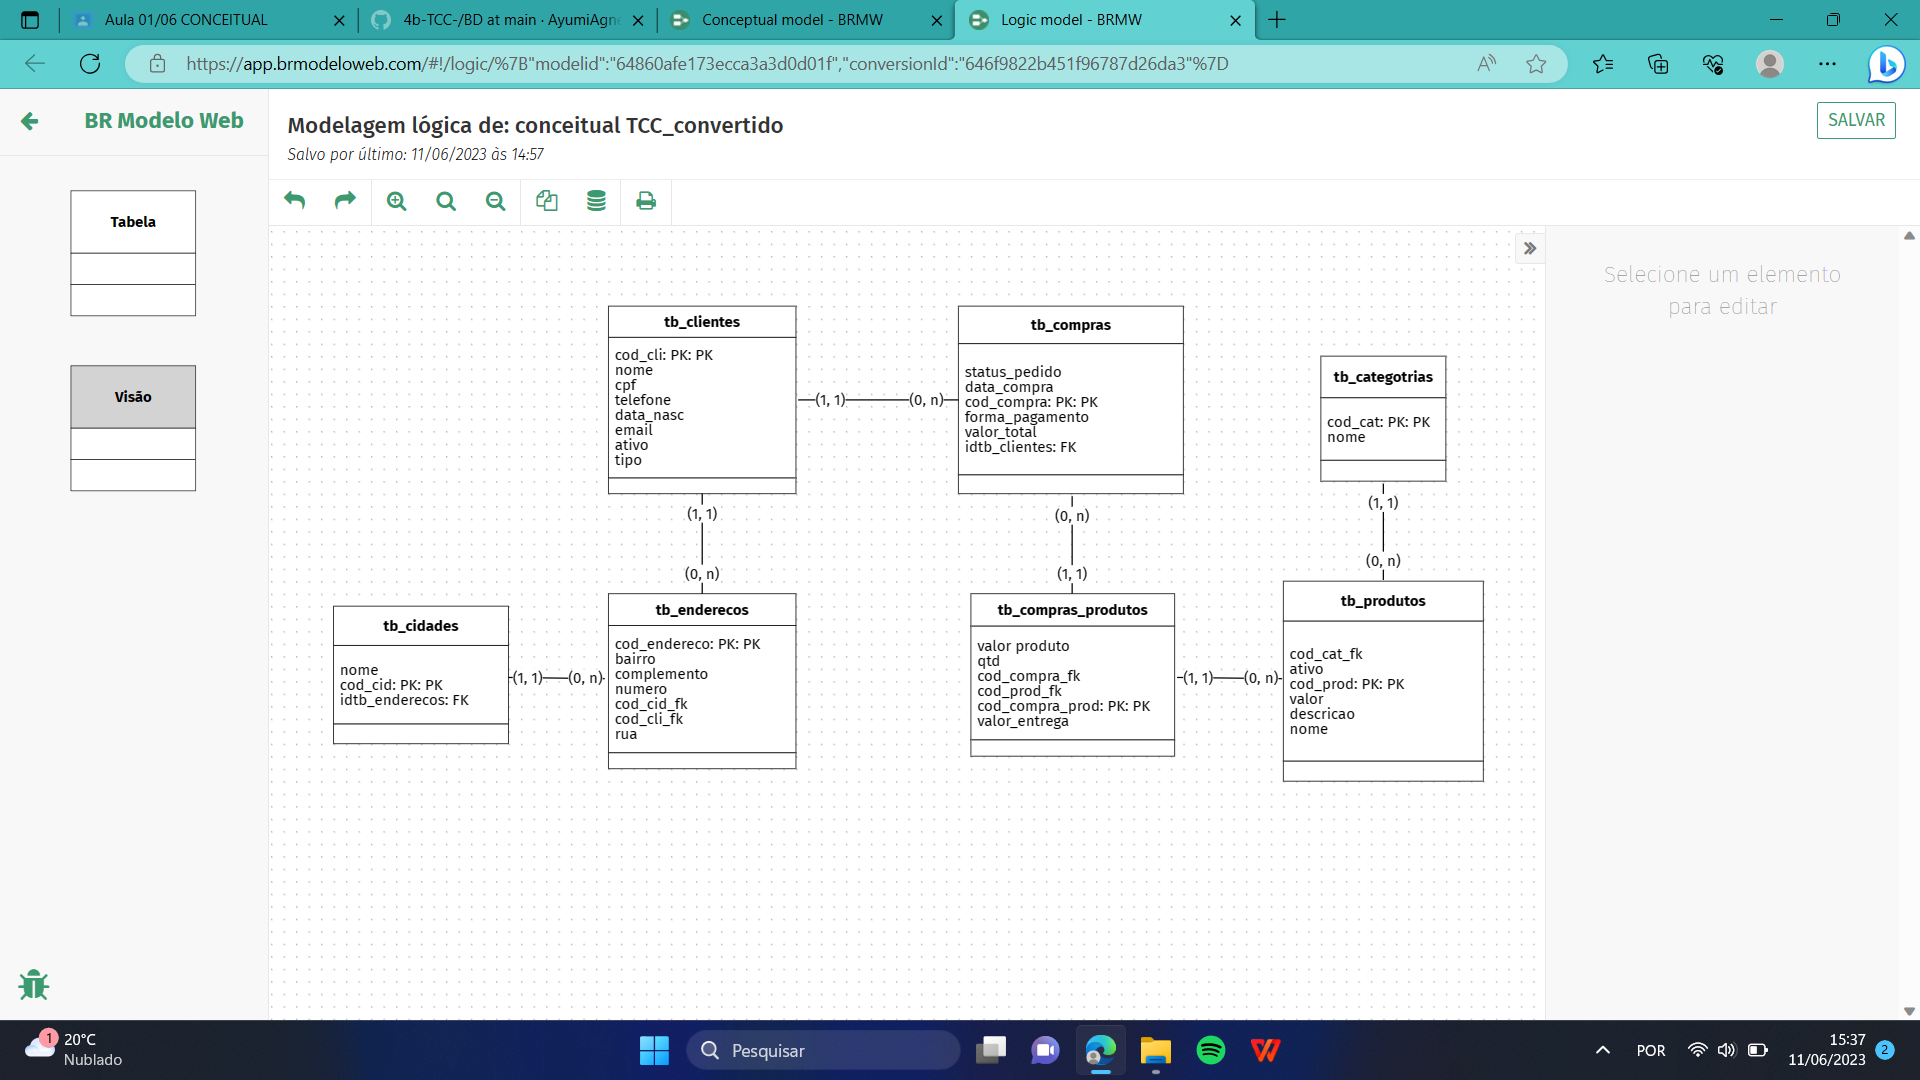 Aula 01/06 CONCEITUAL
4b-TCC-/BD at main · AyumiAgne
Conceptual model - BRMW
Logic model - BRMW
https://app.brmodeloweb.com/#!/logic/%7B"modelid":"64860afe173ecca3a3d0d01f","conversionId":"646f9822b451f96787d26da3"%7D
BR Modelo Web
Modelagem lógica de: conceitual TCC_convertido
Salvo por último: 11/06/2023 às 14:57
SALVAR
Tabela
Visão
Selecione um elemento
para editar
tb_clientes
cod_cli: PK: PK
nome
cpf
telefone
data_nasc
email
ativo
tipo
(1, 1)
(0, n)
tb_compras
status_pedido
data_compra
cod_compra: PK: PK
forma_pagamento
valor_total
idtb_clientes: FK
tb_categotrias
cod_cat: PK: PK
nome
(1, 1)
(0, n)
(0, n)
(1, 1)
(1, 1)
(0, n)
tb_cidades
nome
cod_cid: PK: PK
idtb_enderecos: FK
(1, 1)
(0, n)
tb_enderecos
cod_endereco: PK: PK
bairro
complemento
numero
cod_cid_fk
cod_cli_fk
rua
tb_compras_produtos
valor produto
qtd
cod_compra_fk
cod_prod_fk
cod_compra_prod: PK: PK
valor_entrega
(1, 1)
(0, n)
tb_produtos
cod_cat_fk
ativo
cod_prod: PK: PK
valor
descricao
nome
1
20°C
Nublado
Pesquisar
POR
15:37
11/06/2023
2